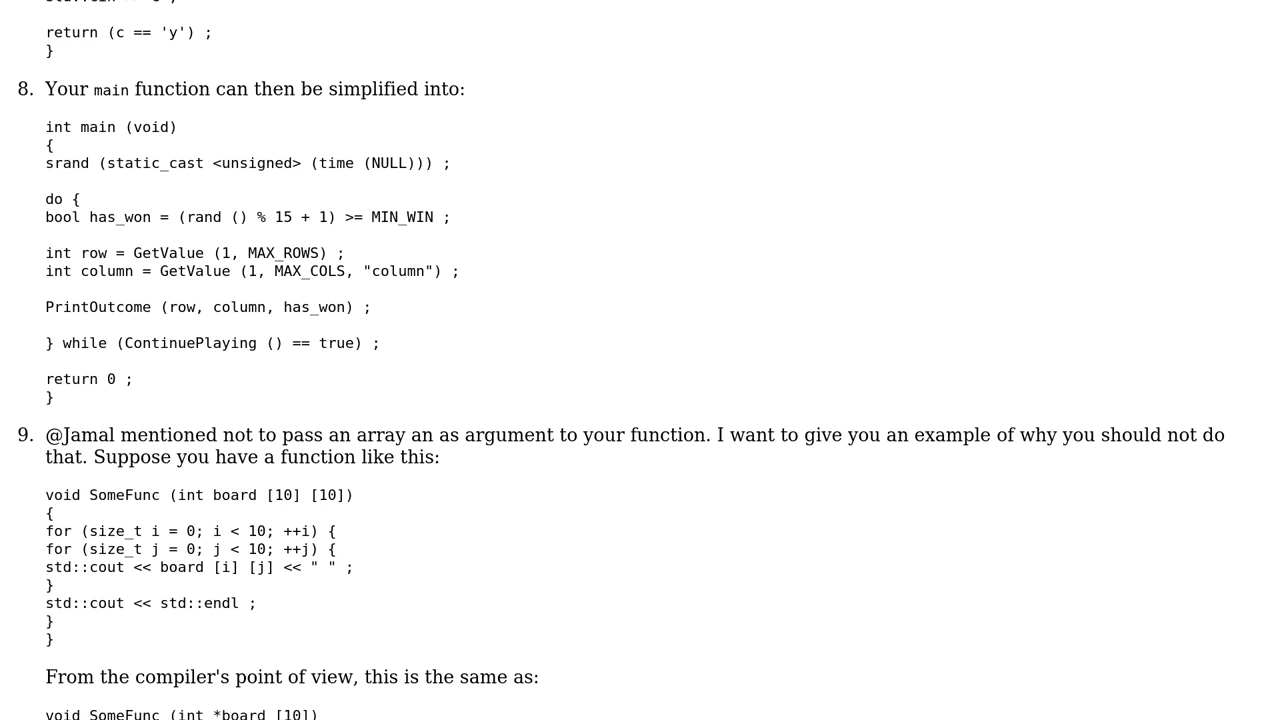 return (c == 'y') ;
}
8. Your main function can then be simplified into:
int main (void)
{
srand (static_cast <unsigned> (time (NULL))) ;
do {
bool has_won = (rand () % 15 + 1) >= MIN_WIN ;
int row = GetValue (1, MAX_ROWS) ;
int column = GetValue (1, MAX_COLS, "column") ;
PrintOutcome (row, column, has_won) ;
} while (ContinuePlaying () == true) ;
return 0 ;
}
9. @Jamal mentioned not to pass an array an as argument to your function. I want to give you an example of why you should not do
that. Suppose you have a function like this:
void SomeFunc (int board [10] [10])
{
for (size_t i = 0; i < 10; ++i) {
for (size_t j = 0; j < 10; ++j) {
std::cout << board [i] [j] << " " ;
}
std::cout << std::endl ;
}
}
From the compiler's point of view, this is the same as:
void SomeFunc (int *board [10])